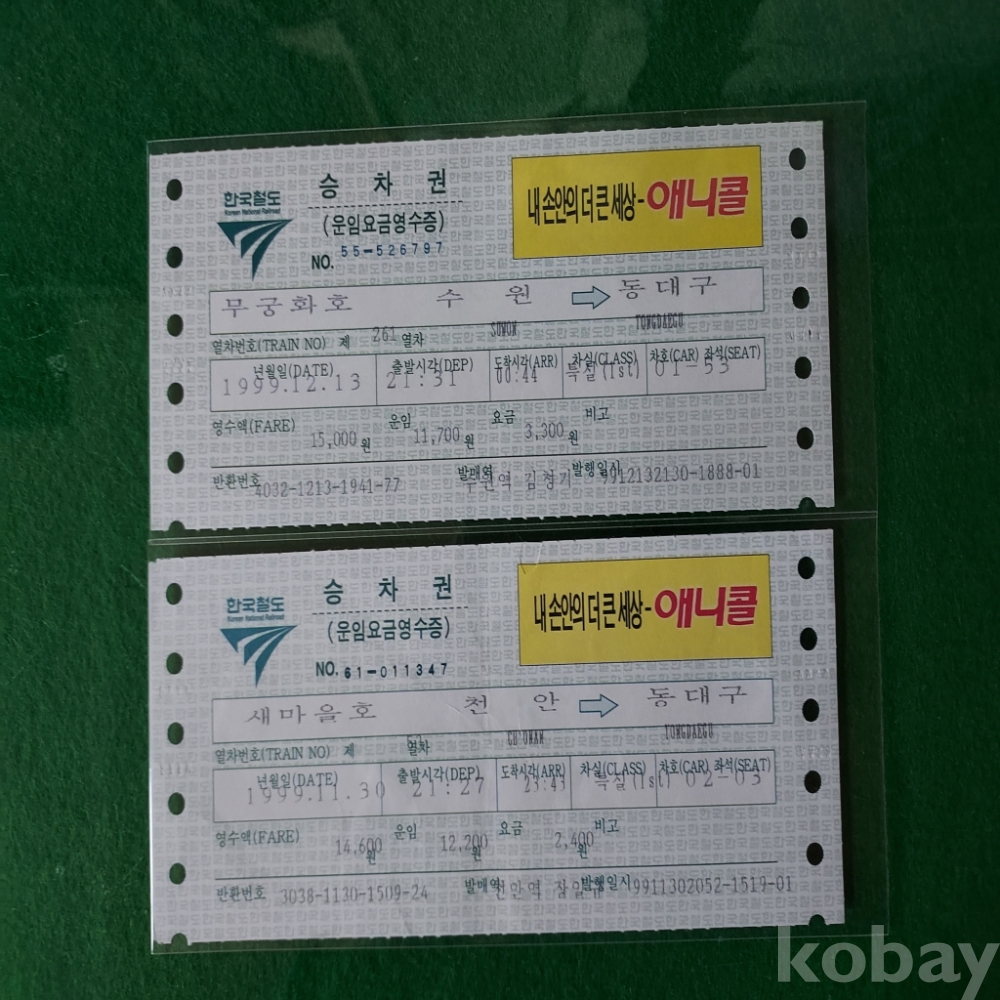 한국철도
Korean National Railroad
승 차 권
(운임요금영수증)
NO. 55-526797
내 손안의 더 큰 세상-애니콜
무궁화호 수 원 ⇨ 동대구
SUWON TONGDAEGU
열차번호(TRAIN NO) 제 261 열차
년월일(DATE) 출발시각(DEP) 도착시각(ARR) 차실(CLASS) 차호(CAR) 좌석(SEAT)
1999.12.13 21:31 00:44 특실(1st) 01-53
영수액(FARE) 15,000원 운임 11,700원 요금 3,300원 비고
반환번호 4032-1213-1941-77 발매역 수원역 발행일시 9912132130-1888-01
한국철도
Korean National Railroad
승 차 권
(운임요금영수증)
NO. 61-011347
내 손안의 더 큰 세상-애니콜
새마을호 천 안 ⇨ 동대구
CH'ONAN TONGDAEGU
열차번호(TRAIN NO) 제 열차
년월일(DATE) 출발시각(DEP) 도착시각(ARR) 차실(CLASS) 차호(CAR) 좌석(SEAT)
1999.11.30 21:27 23:43 특실(1st) 02-03
영수액(FARE) 14,600원 운임 12,200원 요금 2,400원 비고
반환번호 3038-1130-1509-24 발매역 천안역 발행일시 9911302052-1519-01
kobay